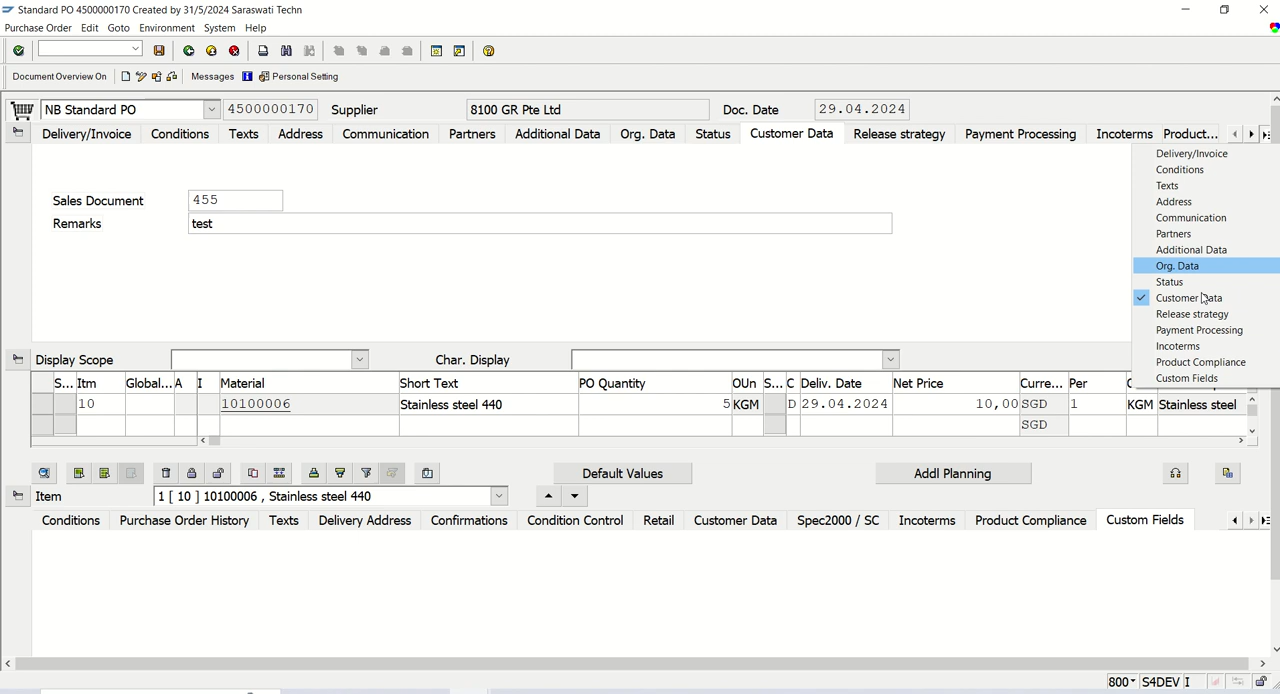 Standard PO 4500000170 Created by 31/5/2024 Saraswati Techn
Purchase Order Edit Goto Environment System Help
Document Overview On Messages Personal Setting
NB Standard PO 4500000170 Supplier 8100 GR Pte Ltd Doc. Date 29.04.2024
Delivery/Invoice Conditions Texts Address Communication Partners Additional Data Org. Data Status Customer Data Release strategy Payment Processing Incoterms Product...
Delivery/Invoice
Conditions
Texts
Address
Communication
Partners
Additional Data
Org. Data
Status
Customer Data
Release strategy
Payment Processing
Incoterms
Product Compliance
Custom Fields
Sales Document 455
Remarks test
Display Scope Char. Display
S... Itm Global... A I Material Short Text PO Quantity OUn S... C Deliv. Date Net Price Curre... Per
10 10100006 Stainless steel 440 5 KGM D 29.04.2024 10,00 SGD 1 KGM Stainless steel
SGD
Default Values Addl Planning
Item 1 [ 10 ] 10100006 , Stainless steel 440
Conditions Purchase Order History Texts Delivery Address Confirmations Condition Control Retail Customer Data Spec2000 / SC Incoterms Product Compliance Custom Fields
800 S4DEV I